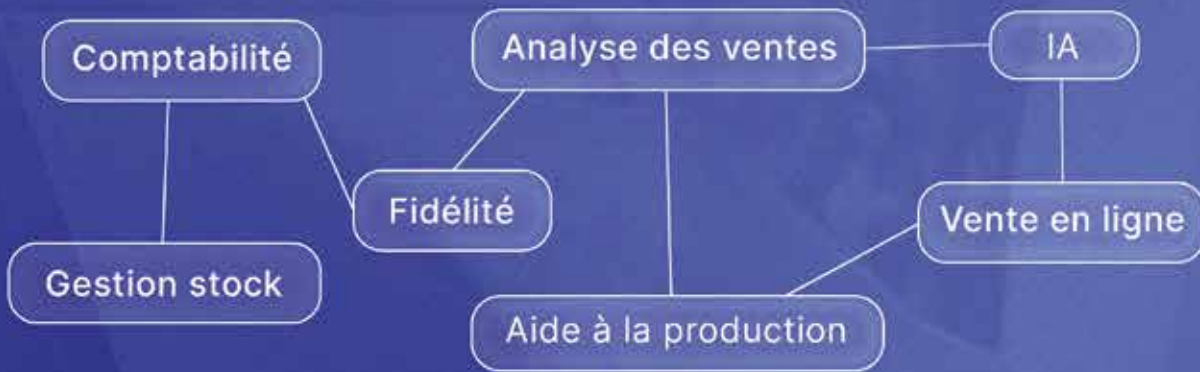 Comptabilité
Analyse des ventes
IA
Fidélité
Vente en ligne
Gestion stock
Aide à la production